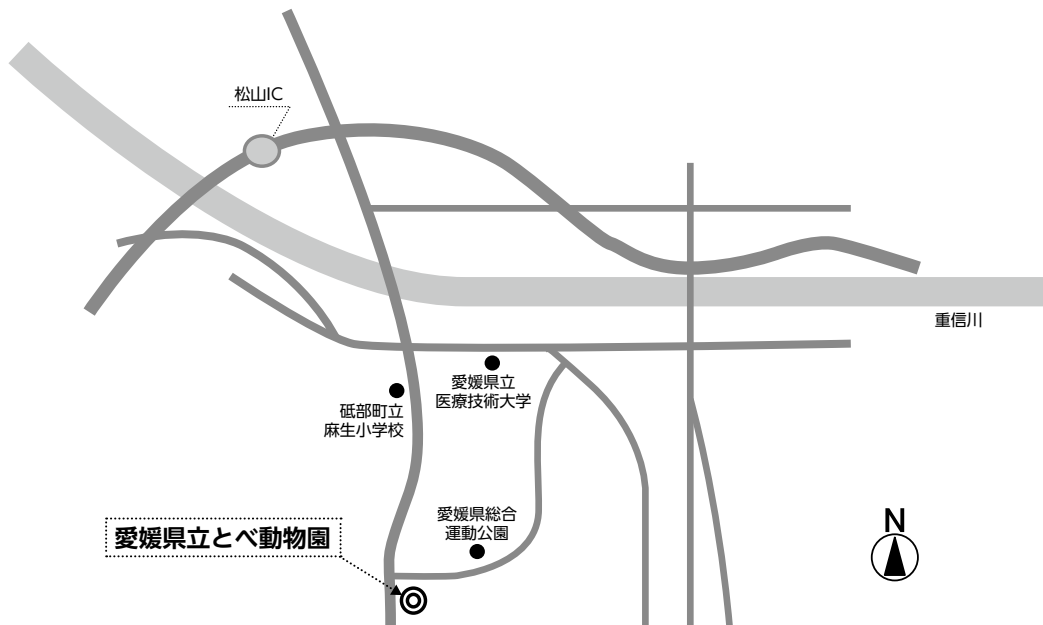 松山IC
重信川
愛媛県立
医療技術大学
砥部町立
麻生小学校
愛媛県総合
運動公園
愛媛県立とべ動物園
N